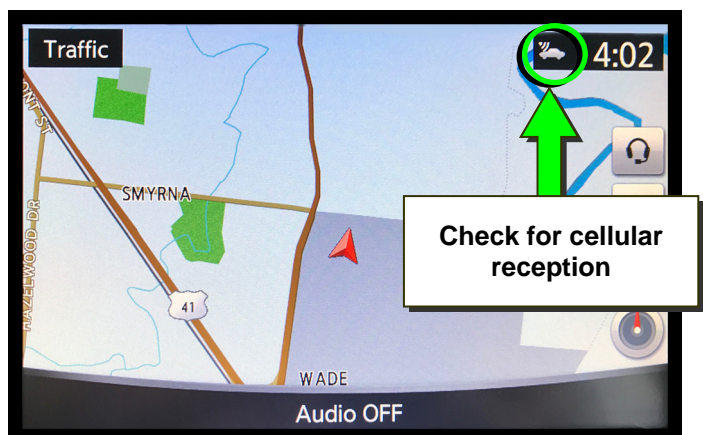 Traffic
4:02
ONT ST
SMYRNA
HAZELWOOD DR
41
Check for cellular
reception
WADE
Audio OFF